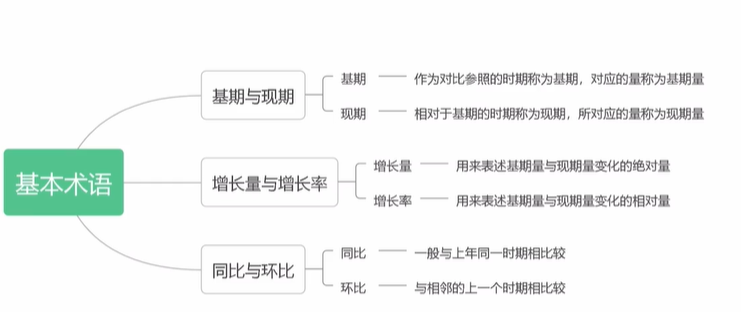 基本术语
基期与现期
基期
作为对比参照的时期称为基期，对应的量称为基期量
现期
相对于基期的时期称为现期，所对应的量称为现期量
增长量与增长率
增长量
用来表述基期量与现期量变化的绝对量
增长率
用来表述基期量与现期量变化的相对量
同比与环比
同比
一般与上年同一时期相比较
环比
与相邻的上一个时期相比较